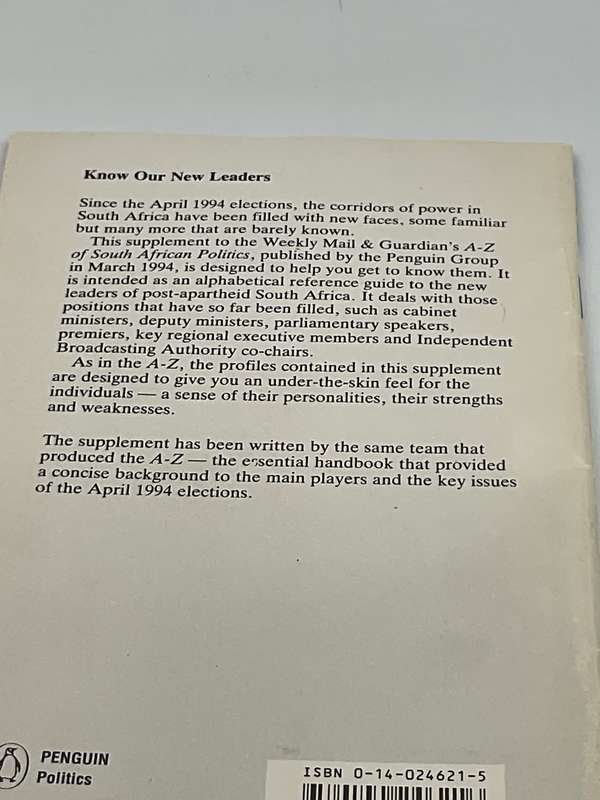 Know Our New Leaders
Since the April 1994 elections, the corridors of power in
South Africa have been filled with new faces, some familiar
but many more that are barely known.
This supplement to the Weekly Mail & Guardian's A-Z
of South African Politics, published by the Penguin Group
in March 1994, is designed to help you get to know them. It
is intended as an alphabetical reference guide to the new
leaders of post-apartheid South Africa. It deals with those
positions that have so far been filled, such as cabinet
ministers, deputy ministers, parliamentary speakers,
premiers, key regional executive members and Independent
Broadcasting Authority co-chairs.
As in the A-Z, the profiles contained in this supplement
are designed to give you an under-the-skin feel for the
individuals — a sense of their personalities, their strengths
and weaknesses.
The supplement has been written by the same team that
produced the A-Z — the essential handbook that provided
a concise background to the main players and the key issues
of the April 1994 elections.
PENGUIN
Politics
ISBN 0-14-024621-5